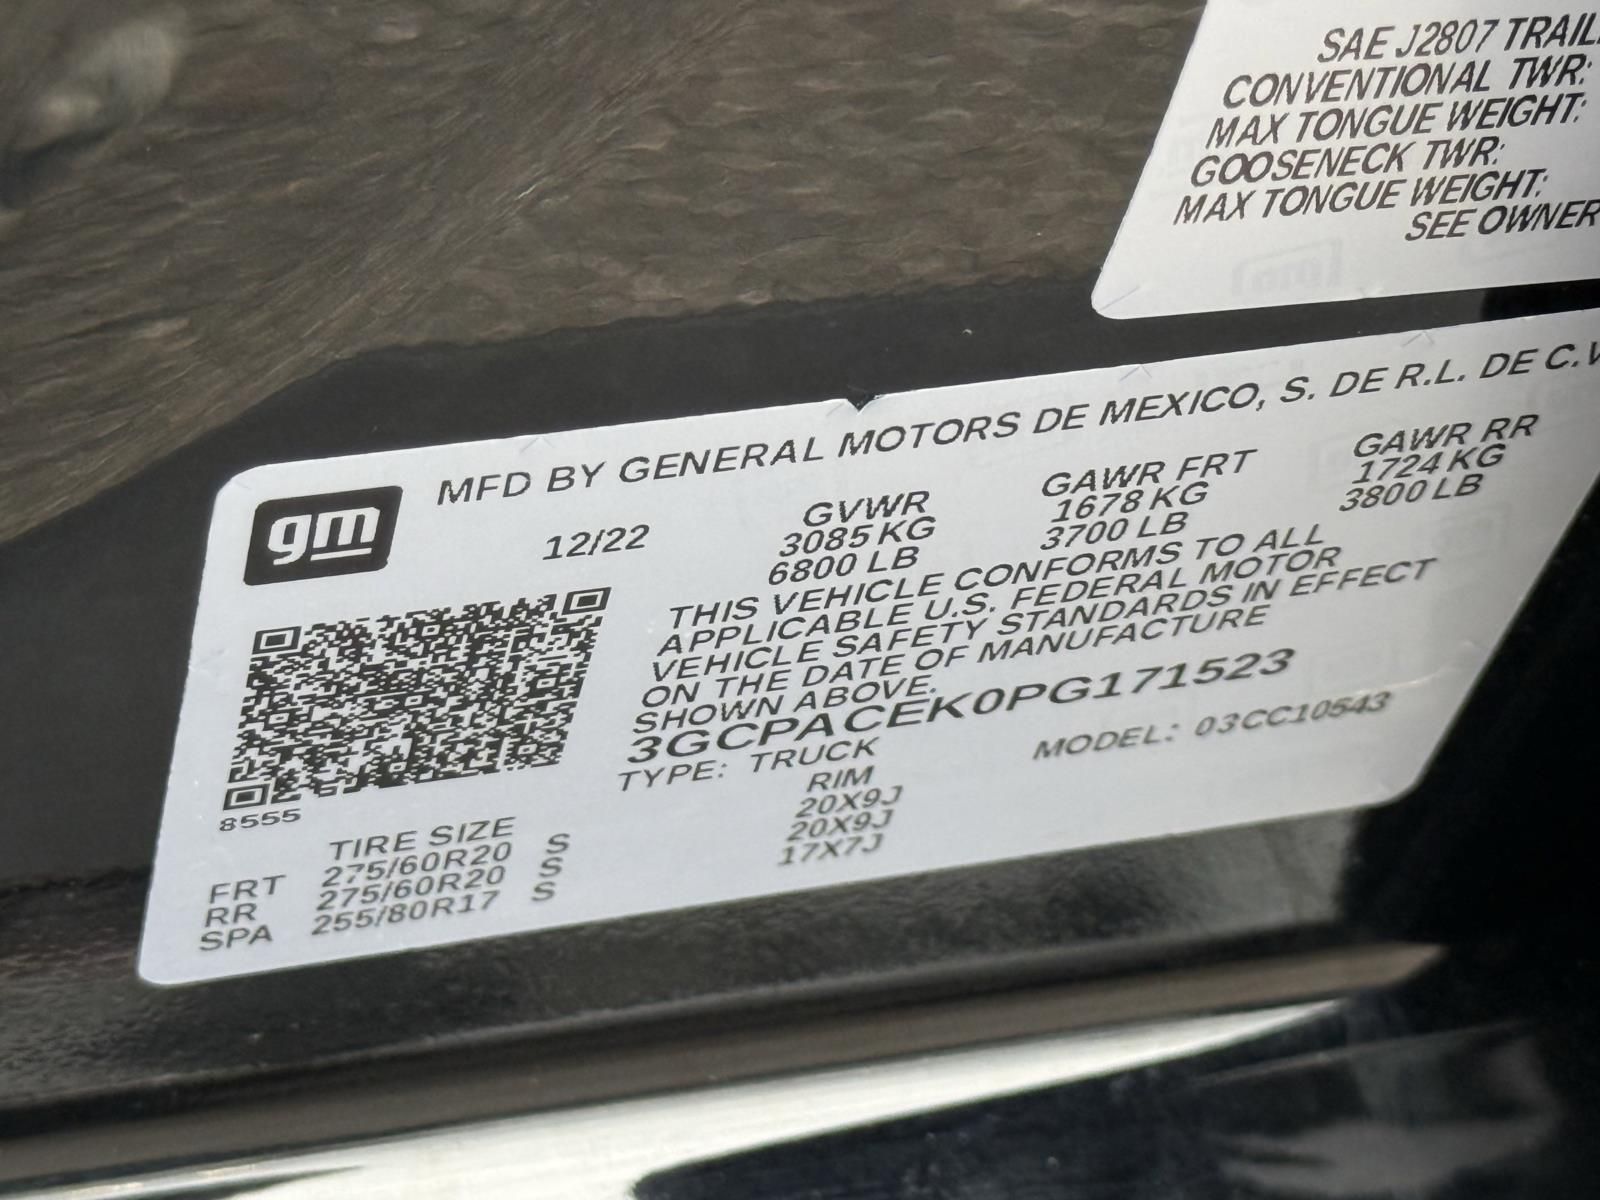 SAE J2807
CONVENTIONAL TWR:
MAX TONGUE WEIGHT:
GOOSENECK TWR:
MAX TONGUE WEIGHT:
SEE OWNER
MFD BY GENERAL MOTORS DE MEXICO, S. DE R.L. DE C.V
gm
12/22
GVWR GAWR FRT GAWR RR
3085 KG 1678 KG 1724 KG
6800 LB 3700 LB 3800 LB
THIS VEHICLE CONFORMS TO ALL
APPLICABLE U.S. FEDERAL MOTOR
VEHICLE SAFETY STANDARDS IN EFFECT
ON THE DATE OF MANUFACTURE
SHOWN ABOVE.
3GCPACEK0PG171523
TYPE: TRUCK MODEL: 03CC10543
8555
TIRE SIZE RIM
FRT 275/60R20 S 20X9J
RR 275/60R20 S 20X9J
SPA 255/80R17 S 17X7J